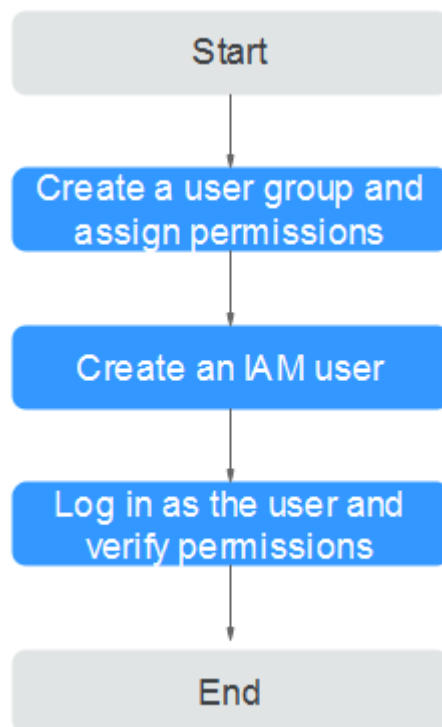 Start
Create a user group and
assign permissions
Create an IAM user
Log in as the user and
verify permissions
End